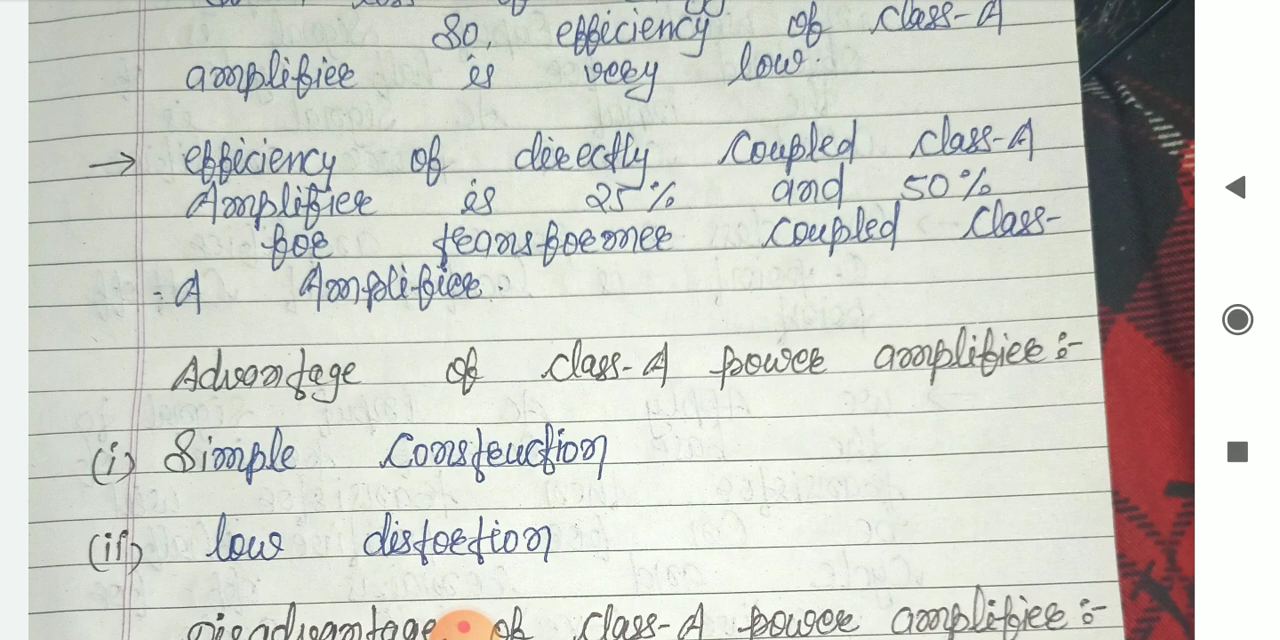 So, efficiency of class-A
amplifier is very low.
→ efficiency of directly coupled class-A
Amplifier is 25% and 50%
for transformer coupled class-
- A Amplifier.
Advantage of class-A power amplifier :-
(i) Simple Construction
(ii) low distortion
Disadvantage of class-A power amplifier :-